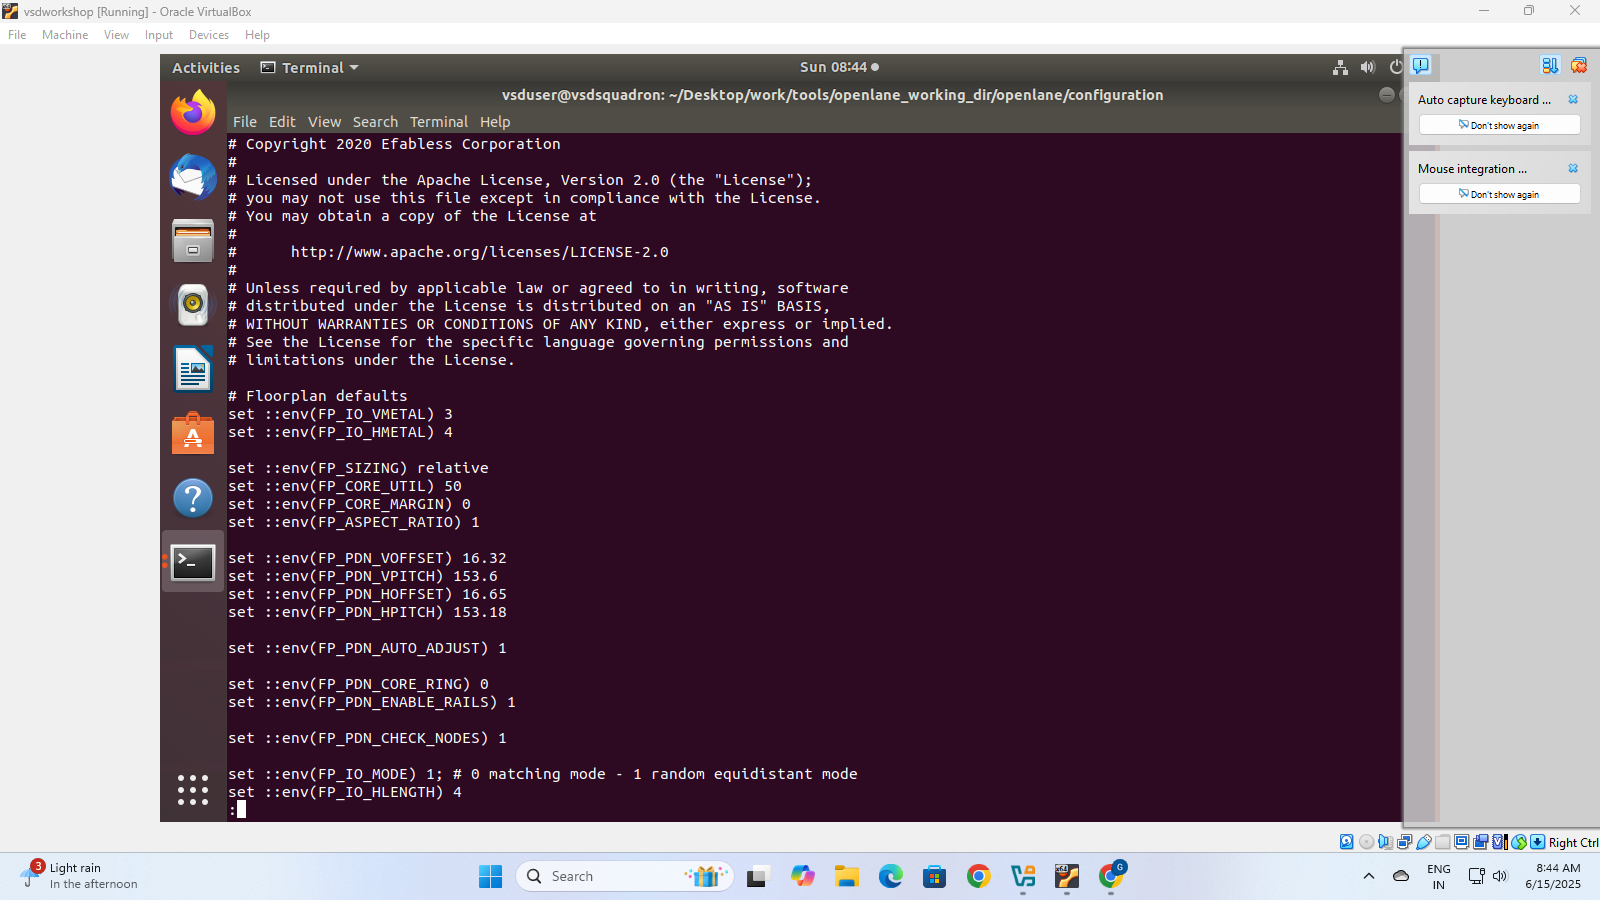 vsdworkshop [Running] - Oracle VirtualBox
File Machine View Input Devices Help
Activities Terminal Sun 08:44
vsduser@vsdsquadron: ~/Desktop/work/tools/openlane_working_dir/openlane/configuration
File Edit View Search Terminal Help
# Copyright 2020 Efabless Corporation
#
# Licensed under the Apache License, Version 2.0 (the "License");
# you may not use this file except in compliance with the License.
# You may obtain a copy of the License at
#
#      http://www.apache.org/licenses/LICENSE-2.0
#
# Unless required by applicable law or agreed to in writing, software
# distributed under the License is distributed on an "AS IS" BASIS,
# WITHOUT WARRANTIES OR CONDITIONS OF ANY KIND, either express or implied.
# See the License for the specific language governing permissions and
# limitations under the License.
# Floorplan defaults
set ::env(FP_IO_VMETAL) 3
set ::env(FP_IO_HMETAL) 4
set ::env(FP_SIZING) relative
set ::env(FP_CORE_UTIL) 50
set ::env(FP_CORE_MARGIN) 0
set ::env(FP_ASPECT_RATIO) 1
set ::env(FP_PDN_VOFFSET) 16.32
set ::env(FP_PDN_VPITCH) 153.6
set ::env(FP_PDN_HOFFSET) 16.65
set ::env(FP_PDN_HPITCH) 153.18
set ::env(FP_PDN_AUTO_ADJUST) 1
set ::env(FP_PDN_CORE_RING) 0
set ::env(FP_PDN_ENABLE_RAILS) 1
set ::env(FP_PDN_CHECK_NODES) 1
set ::env(FP_IO_MODE) 1; # 0 matching mode - 1 random equidistant mode
set ::env(FP_IO_HLENGTH) 4
:
Auto capture keyboard ...
Don't show again
Mouse integration ...
Don't show again
Right Ctrl
3
Light rain
In the afternoon
Search
G
ENG
IN
8:44 AM
6/15/2025